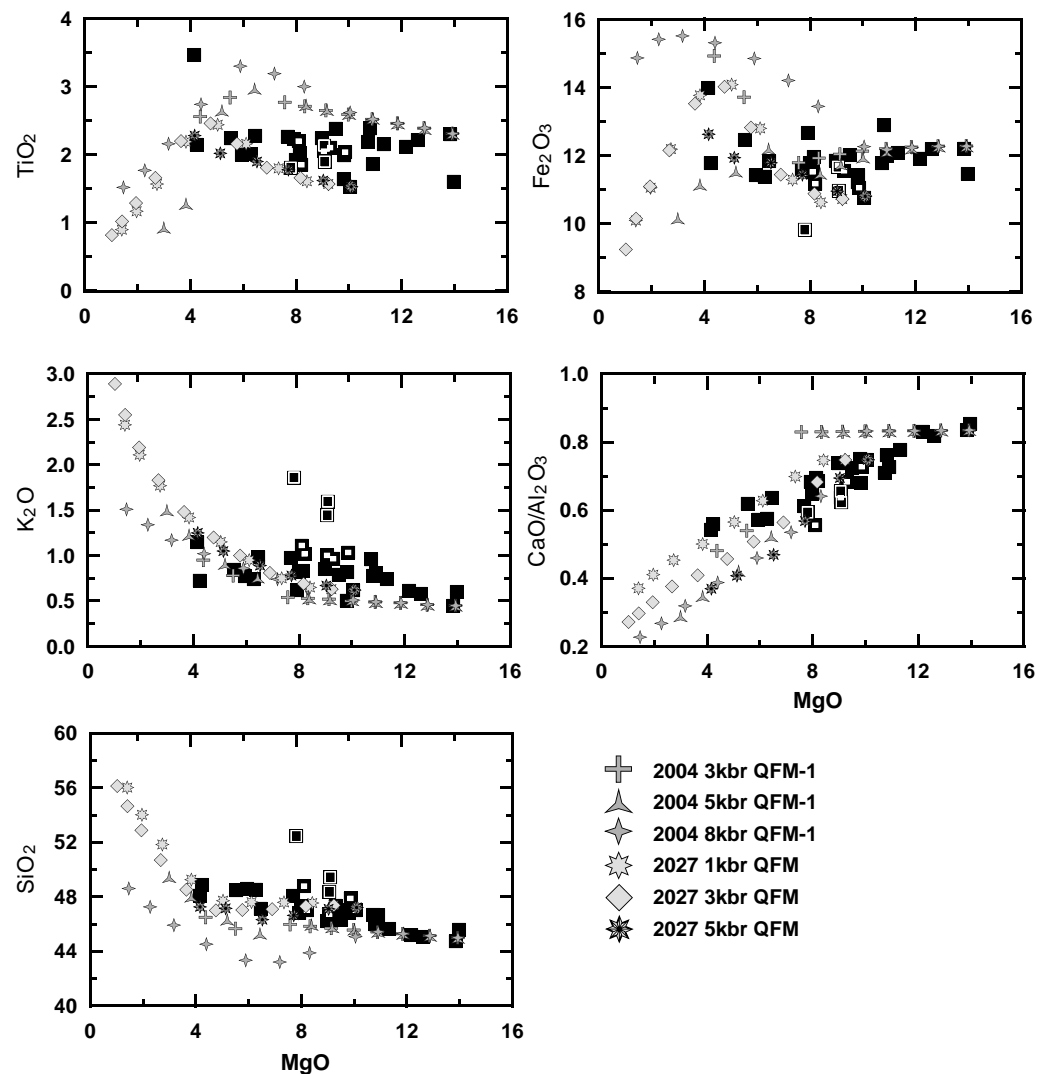 4
3
2
1
0
TiO2
0 4 8 12 16
16
14
12
10
8
Fe2O3
0 4 8 12 16
3.0
2.5
2.0
1.5
1.0
0.5
0.0
K2O
0 4 8 12 16
1.0
0.8
0.6
0.4
0.2
CaO/Al2O3
0 4 8 12 16
MgO
60
56
52
48
44
40
SiO2
0 4 8 12 16
MgO
2004 3kbr QFM-1
2004 5kbr QFM-1
2004 8kbr QFM-1
2027 1kbr QFM
2027 3kbr QFM
2027 5kbr QFM